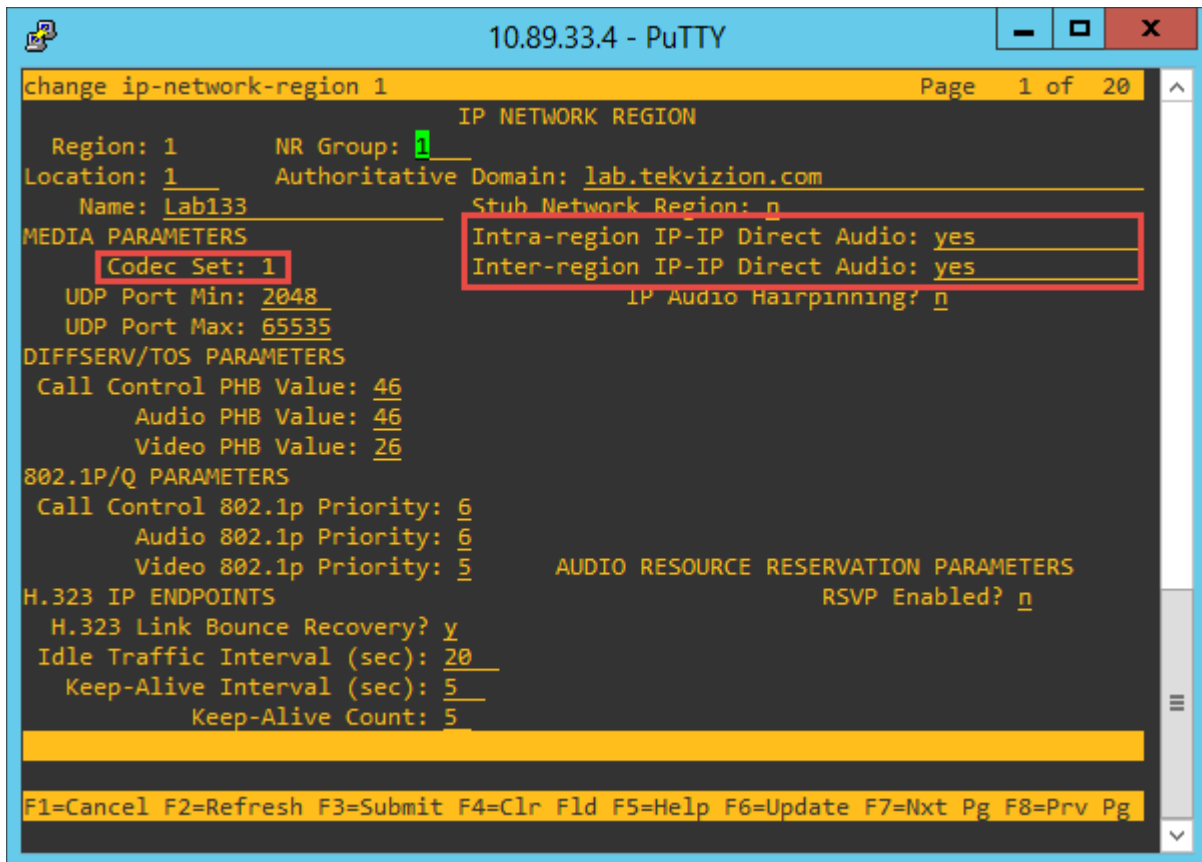 10.89.33.4 - PuTTY
change ip-network-region 1 Page 1 of 20
IP NETWORK REGION
Region: 1 NR Group: 1
Location: 1 Authoritative Domain: lab.tekvizion.com
Name: Lab133 Stub Network Region: n
MEDIA PARAMETERS Intra-region IP-IP Direct Audio: yes
Codec Set: 1 Inter-region IP-IP Direct Audio: yes
UDP Port Min: 2048 IP Audio Hairpinning? n
UDP Port Max: 65535
DIFFSERV/TOS PARAMETERS
Call Control PHB Value: 46
Audio PHB Value: 46
Video PHB Value: 26
802.1P/Q PARAMETERS
Call Control 802.1p Priority: 6
Audio 802.1p Priority: 6
Video 802.1p Priority: 5 AUDIO RESOURCE RESERVATION PARAMETERS
H.323 IP ENDPOINTS RSVP Enabled? n
H.323 Link Bounce Recovery? y
Idle Traffic Interval (sec): 20
Keep-Alive Interval (sec): 5
Keep-Alive Count: 5
F1=Cancel F2=Refresh F3=Submit F4=Clr Fld F5=Help F6=Update F7=Nxt Pg F8=Prv Pg